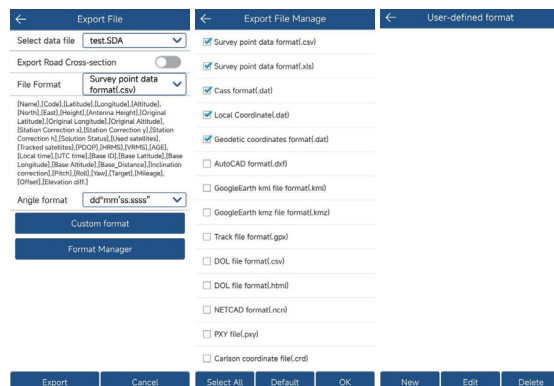 Export File
Select data file test.SDA
Export Road Cross-section
File Format Survey point data
format(.csv)
[Name],[Code],[Latitude],[Longitude],[Altitude],
[North],[East],[Height],[Antenna Height],[Original
Latitude],[Original Longitude],[Original Altitude],
[Station Correction x],[Station Correction y],[Station
Correction h],[Solution Status],[Used satellites],
[Tracked satellites],[PDOP],[HRMS],[VRMS],[AGE],
[Local time],[UTC time],[Base ID],[Base Latitude],[Base
Longitude],[Base Altitude],[Base_Distance],[Inclination
correction],[Pitch],[Roll],[Yaw],[Target],[Mileage],
[Offset],[Elevation diff.]
Angle format dd°mm'ss.ssss"
Custom format
Format Manager
Export Cancel
Export File Manage
Survey point data format(.csv)
Survey point data format(.xls)
Cass format(.dat)
Local Coordinate(.dat)
Geodetic coordinates format(.dat)
AutoCAD format(.dxf)
GoogleEarth kml file format(.kml)
GoogleEarth kmz file format(.kmz)
Track file format(.gpx)
DOL file format(.csv)
DOL file format(.html)
NETCAD format(.ncn)
PXY file(.pxy)
Carlson coordinate file(.crd)
Select All Default OK
User-defined format
New Edit Delete